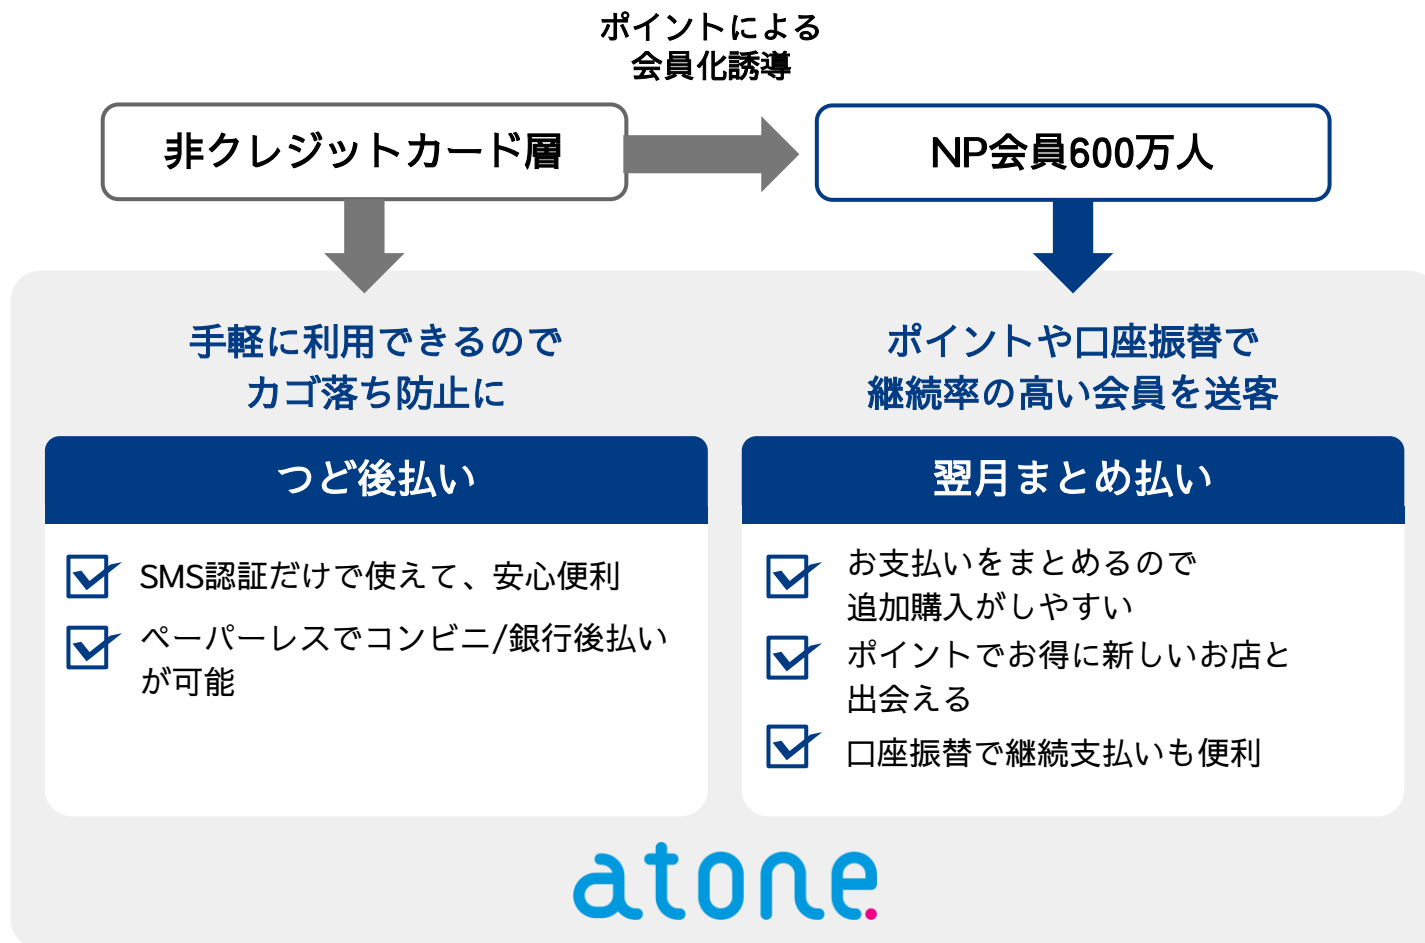 ポイントによる
会員化誘導
非クレジットカード層
NP会員600万人
手軽に利用できるので
カゴ落ち防止に
つど後払い
SMS認証だけで使えて、安心便利
ペーパーレスでコンビニ/銀行後払い
が可能
ポイントや口座振替で
継続率の高い会員を送客
翌月まとめ払い
お支払いをまとめるので
追加購入がしやすい
ポイントでお得に新しいお店と
出会える
口座振替で継続支払いも便利
atone.